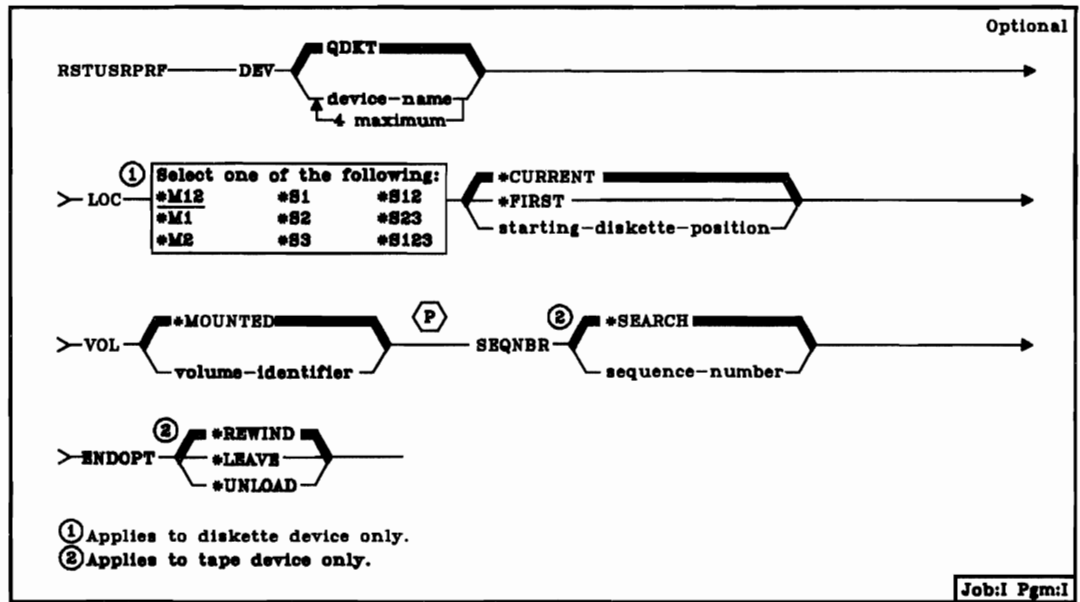 Optional
QDKT
RSTUSRPRF DEV
device-name
4 maximum
① Select one of the following:
LOC *M12 *S1 *S12
*M1 *S2 *S23
*M2 *S3 *S123
*CURRENT
*FIRST
starting-diskette-position
VOL *MOUNTED
volume-identifier
P
SEQNBR ② *SEARCH
sequence-number
ENDOPT ② *REWIND
*LEAVE
*UNLOAD
① Applies to diskette device only.
② Applies to tape device only.
Job:I Pgm:I